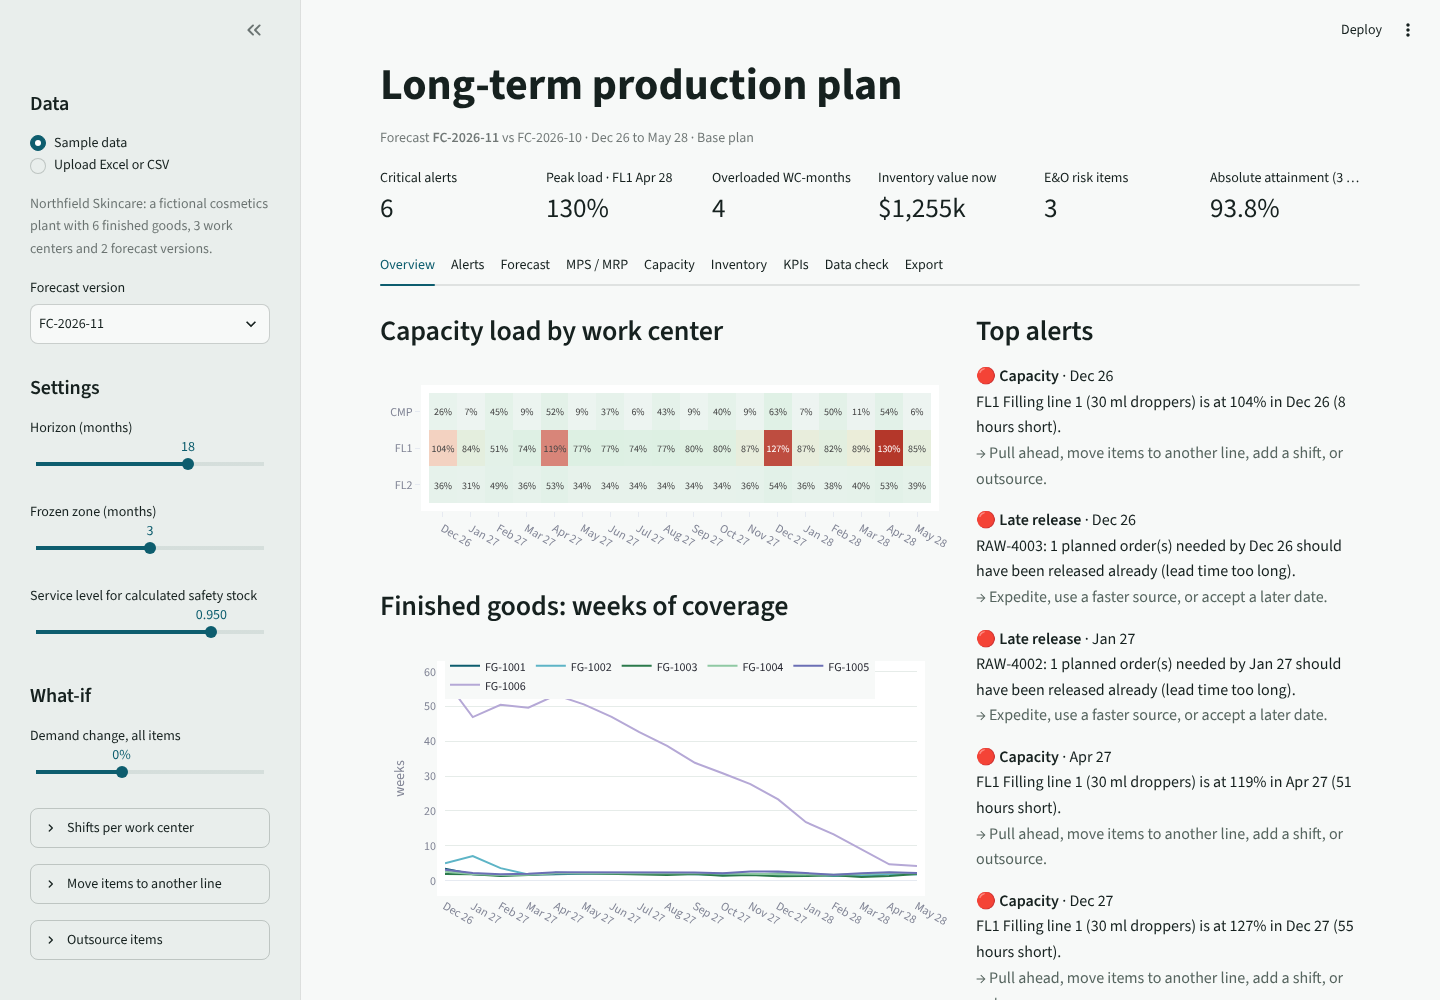 Deploy
Data
Sample data
Upload Excel or CSV
Northfield Skincare: a fictional cosmetics
plant with 6 finished goods, 3 work
centers and 2 forecast versions.
Forecast version
FC-2026-11
Settings
Horizon (months)
18
Frozen zone (months)
3
Service level for calculated safety stock
0.950
What-if
Demand change, all items
0%
Shifts per work center
Move items to another line
Outsource items
Long-term production plan
Forecast FC-2026-11 vs FC-2026-10 · Dec 26 to May 28 · Base plan
Critical alerts
6
Peak load · FL1 Apr 28
130%
Overloaded WC-months
4
Inventory value now
$1,255k
E&O risk items
3
Absolute attainment (3 …
93.8%
Overview Alerts Forecast MPS / MRP Capacity Inventory KPIs Data check Export
Capacity load by work center
CMP 26% 7% 45% 9% 52% 9% 37% 6% 43% 9% 40% 9% 63% 7% 50% 11% 54% 6%
FL1 104% 84% 51% 74% 119% 77% 77% 74% 77% 80% 80% 87% 127% 87% 82% 89% 130% 85%
FL2 36% 31% 49% 36% 53% 34% 34% 34% 34% 34% 34% 36% 54% 36% 38% 40% 53% 39%
Dec 26 Jan 27 Feb 27 Mar 27 Apr 27 May 27 Jun 27 Jul 27 Aug 27 Sep 27 Oct 27 Nov 27 Dec 27 Jan 28 Feb 28 Mar 28 Apr 28 May 28
Finished goods: weeks of coverage
FG-1001 FG-1002 FG-1003 FG-1004 FG-1005
FG-1006
weeks
60
50
40
30
20
10
0
Dec 26 Jan 27 Feb 27 Mar 27 Apr 27 May 27 Jun 27 Jul 27 Aug 27 Sep 27 Oct 27 Nov 27 Dec 27 Jan 28 Feb 28 Mar 28 Apr 28 May 28
Top alerts
Capacity · Dec 26
FL1 Filling line 1 (30 ml droppers) is at 104% in Dec 26 (8
hours short).
→ Pull ahead, move items to another line, add a shift, or
outsource.
Late release · Dec 26
RAW-4003: 1 planned order(s) needed by Dec 26 should
have been released already (lead time too long).
→ Expedite, use a faster source, or accept a later date.
Late release · Jan 27
RAW-4002: 1 planned order(s) needed by Jan 27 should
have been released already (lead time too long).
→ Expedite, use a faster source, or accept a later date.
Capacity · Apr 27
FL1 Filling line 1 (30 ml droppers) is at 119% in Apr 27 (51
hours short).
→ Pull ahead, move items to another line, add a shift, or
outsource.
Capacity · Dec 27
FL1 Filling line 1 (30 ml droppers) is at 127% in Dec 27 (55
hours short).
→ Pull ahead, move items to another line, add a shift, or